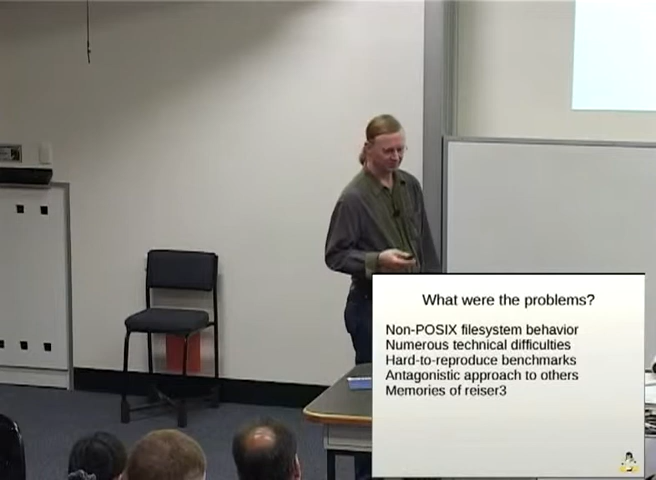 What were the problems?
Non-POSIX filesystem behavior
Numerous technical difficulties
Hard-to-reproduce benchmarks
Antagonistic approach to others
Memories of reiser3